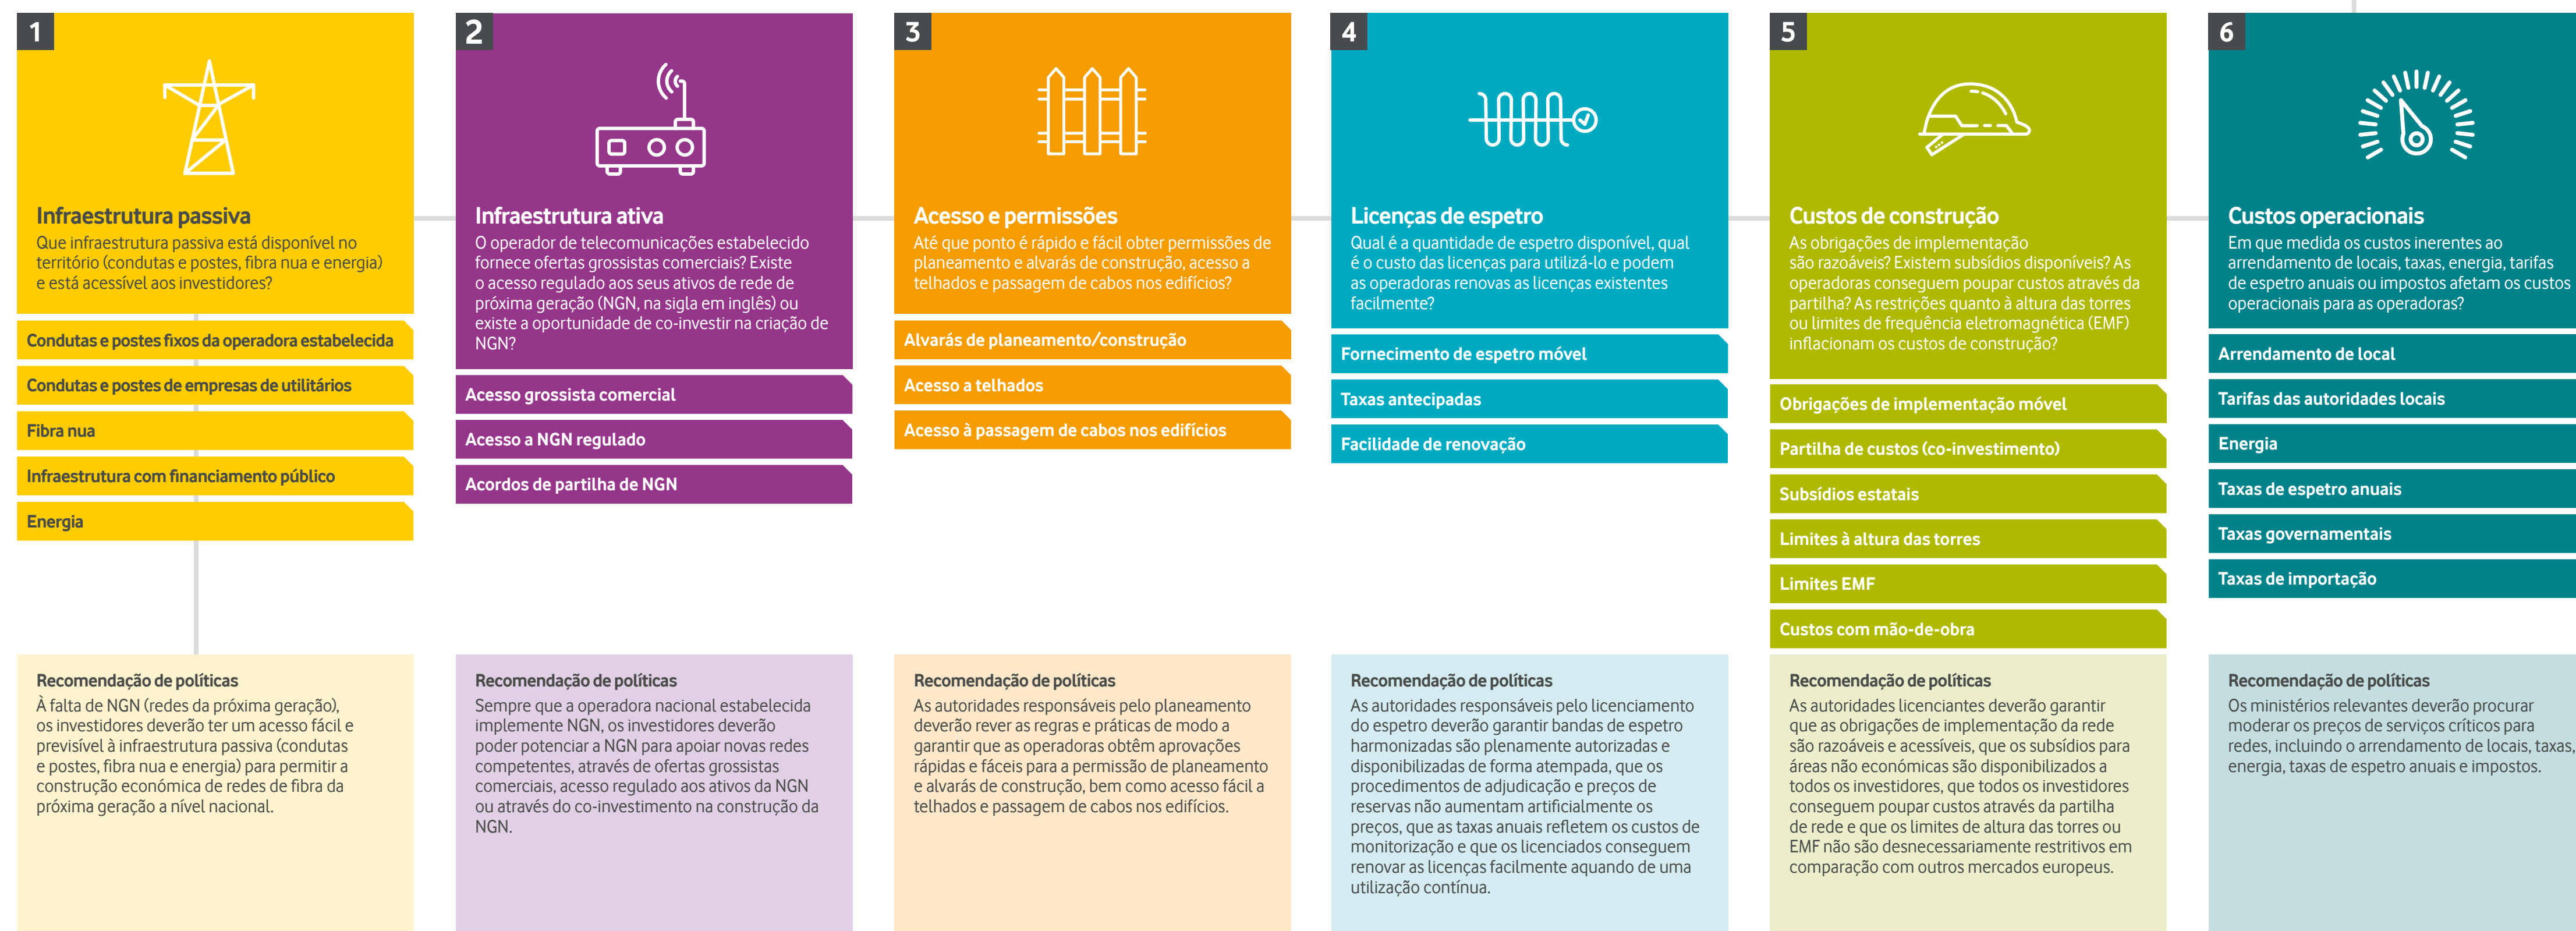 1
Infraestrutura passiva
Que infraestrutura passiva está disponível no
território (condutas e postes, fibra nua e energia)
e está acessível aos investidores?
Condutas e postes fixos da operadora estabelecida
Condutas e postes de empresas de utilitários
Fibra nua
Infraestrutura com financiamento público
Energia
Recomendação de políticas
À falta de NGN (redes da próxima geração),
os investidores deverão ter um acesso fácil e
previsível à infraestrutura passiva (condutas
e postes, fibra nua e energia) para permitir a
construção económica de redes de fibra da
próxima geração a nível nacional.
2
Infraestrutura ativa
O operador de telecomunicações estabelecido
fornece ofertas grossistas comerciais? Existe
o acesso regulado aos seus ativos de rede de
próxima geração (NGN, na sigla em inglês) ou
existe a oportunidade de co-investir na criação de
NGN?
Acesso grossista comercial
Acesso a NGN regulado
Acordos de partilha de NGN
Recomendação de políticas
Sempre que a operadora nacional estabelecida
implemente NGN, os investidores deverão
poder potenciar a NGN para apoiar novas redes
competentes, através de ofertas grossistas
comerciais, acesso regulado aos ativos da NGN
ou através do co-investimento na construção da
NGN.
3
Acesso e permissões
Até que ponto é rápido e fácil obter permissões de
planeamento e alvarás de construção, acesso a
telhados e passagem de cabos nos edifícios?
Alvarás de planeamento/construção
Acesso a telhados
Acesso à passagem de cabos nos edifícios
Recomendação de políticas
As autoridades responsáveis pelo planeamento
deverão rever as regras e práticas de modo a
garantir que as operadoras obtêm aprovações
rápidas e fáceis para a permissão de planeamento
e alvarás de construção, bem como acesso fácil a
telhados e passagem de cabos nos edifícios.
4
Licenças de espetro
Qual é a quantidade de espetro disponível, qual
é o custo das licenças para utilizá-lo e podem
as operadoras renovas as licenças existentes
facilmente?
Fornecimento de espetro móvel
Taxas antecipadas
Facilidade de renovação
Recomendação de políticas
As autoridades responsáveis pelo licenciamento
do espetro deverão garantir bandas de espetro
harmonizadas são plenamente autorizadas e
disponibilizadas de forma atempada, que os
procedimentos de adjudicação e preços de
reservas não aumentam artificialmente os
preços, que as taxas anuais refletem os custos de
monitorização e que os licenciados conseguem
renovar as licenças facilmente aquando de uma
utilização contínua.
5
Custos de construção
As obrigações de implementação
são razoáveis? Existem subsídios disponíveis? As
operadoras conseguem poupar custos através da
partilha? As restrições quanto à altura das torres
ou limites de frequência eletromagnética (EMF)
inflacionam os custos de construção?
Obrigações de implementação móvel
Partilha de custos (co-investimento)
Subsídios estatais
Limites à altura das torres
Limites EMF
Custos com mão-de-obra
Recomendação de políticas
As autoridades licenciantes deverão garantir
que as obrigações de implementação da rede
são razoáveis e acessíveis, que os subsídios para
áreas não económicas são disponibilizados a
todos os investidores, que todos os investidores
conseguem poupar custos através da partilha
de rede e que os limites de altura das torres ou
EMF não são desnecessariamente restritivos em
comparação com outros mercados europeus.
6
Custos operacionais
Em que medida os custos inerentes ao
arrendamento de locais, taxas, energia, tarifas
de espetro anuais ou impostos afetam os custos
operacionais para as operadoras?
Arrendamento de local
Tarifas das autoridades locais
Energia
Taxas de espetro anuais
Taxas governamentais
Taxas de importação
Recomendação de políticas
Os ministérios relevantes deverão procurar
moderar os preços de serviços críticos para
redes, incluindo o arrendamento de locais, taxas,
energia, taxas de espetro anuais e impostos.